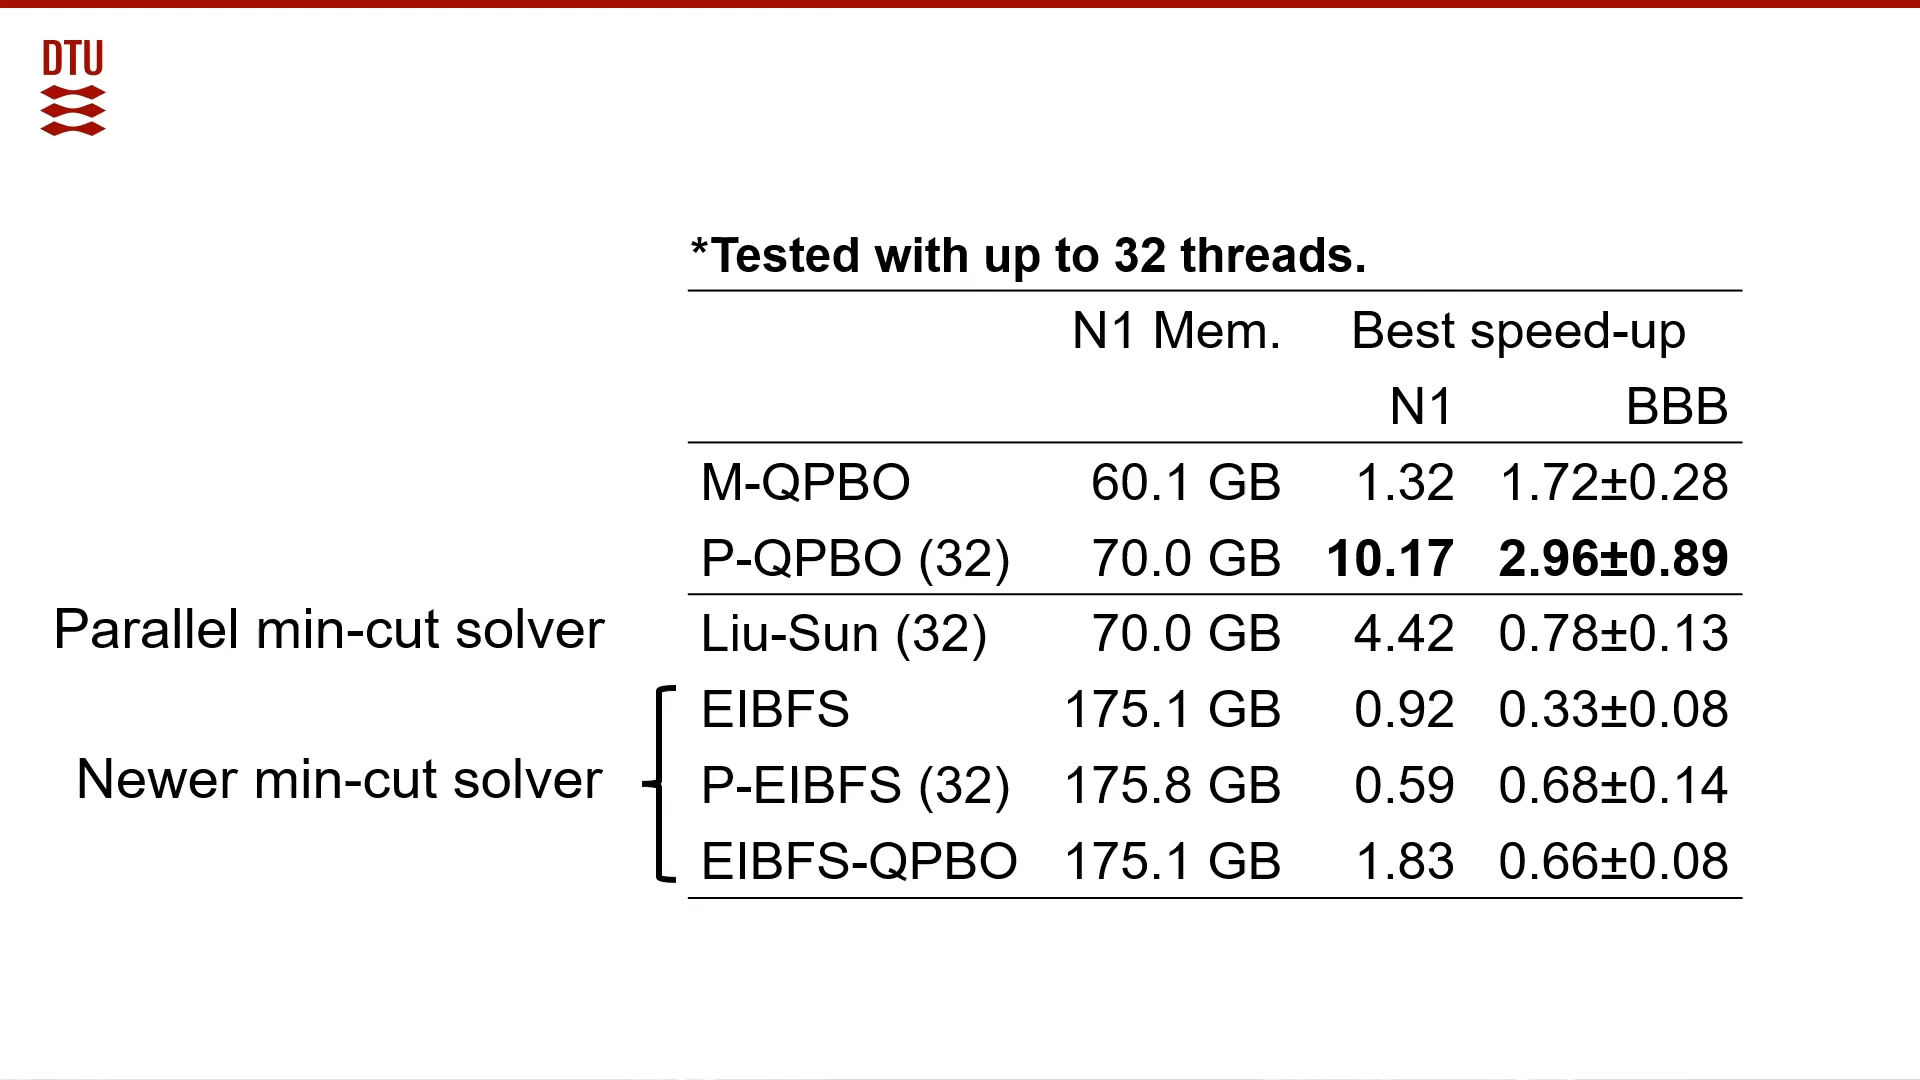 DTU
*Tested with up to 32 threads.
N1 Mem. Best speed-up
N1 BBB
M-QPBO 60.1 GB 1.32 1.72±0.28
P-QPBO (32) 70.0 GB 10.17 2.96±0.89
Parallel min-cut solver Liu-Sun (32) 70.0 GB 4.42 0.78±0.13
EIBFS 175.1 GB 0.92 0.33±0.08
Newer min-cut solver P-EIBFS (32) 175.8 GB 0.59 0.68±0.14
EIBFS-QPBO 175.1 GB 1.83 0.66±0.08